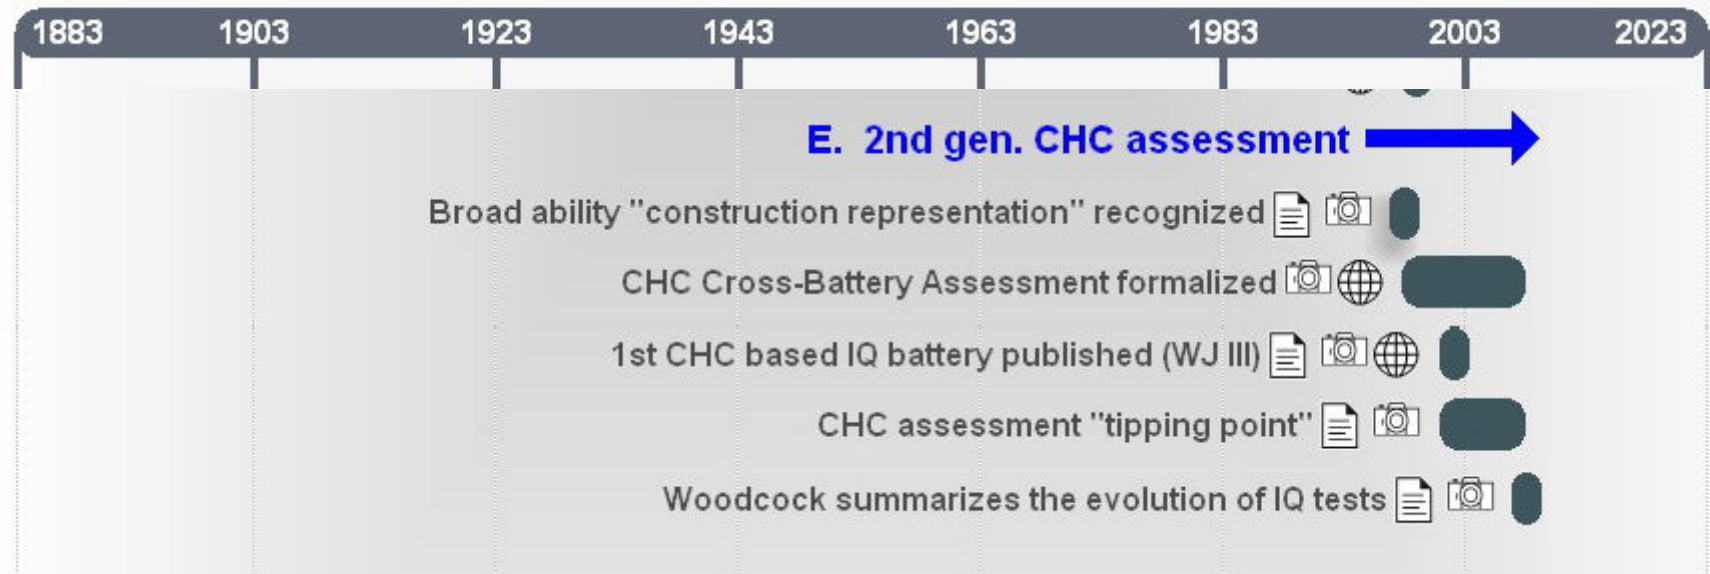 1883 1903 1923 1943 1963 1983 2003 2023
E. 2nd gen. CHC assessment
Broad ability "construction representation" recognized
CHC Cross-Battery Assessment formalized
1st CHC based IQ battery published (WJ III)
CHC assessment "tipping point"
Woodcock summarizes the evolution of IQ tests